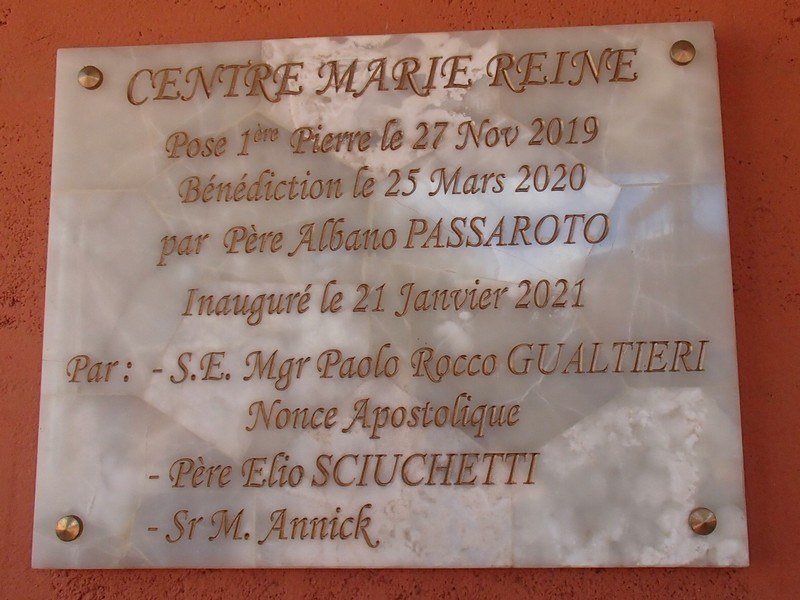 CENTRE MARIE REINE
Pose 1ère Pierre le 27 Nov 2019
Bénédiction le 25 Mars 2020
par Père Albano PASSAROTO
Inauguré le 21 Janvier 2021
Par : - S.E. Mgr Paolo Rocco GUALTIERI
Nonce Apostolique
- Père Elio SCIUCHETTI
- Sr M. Annick